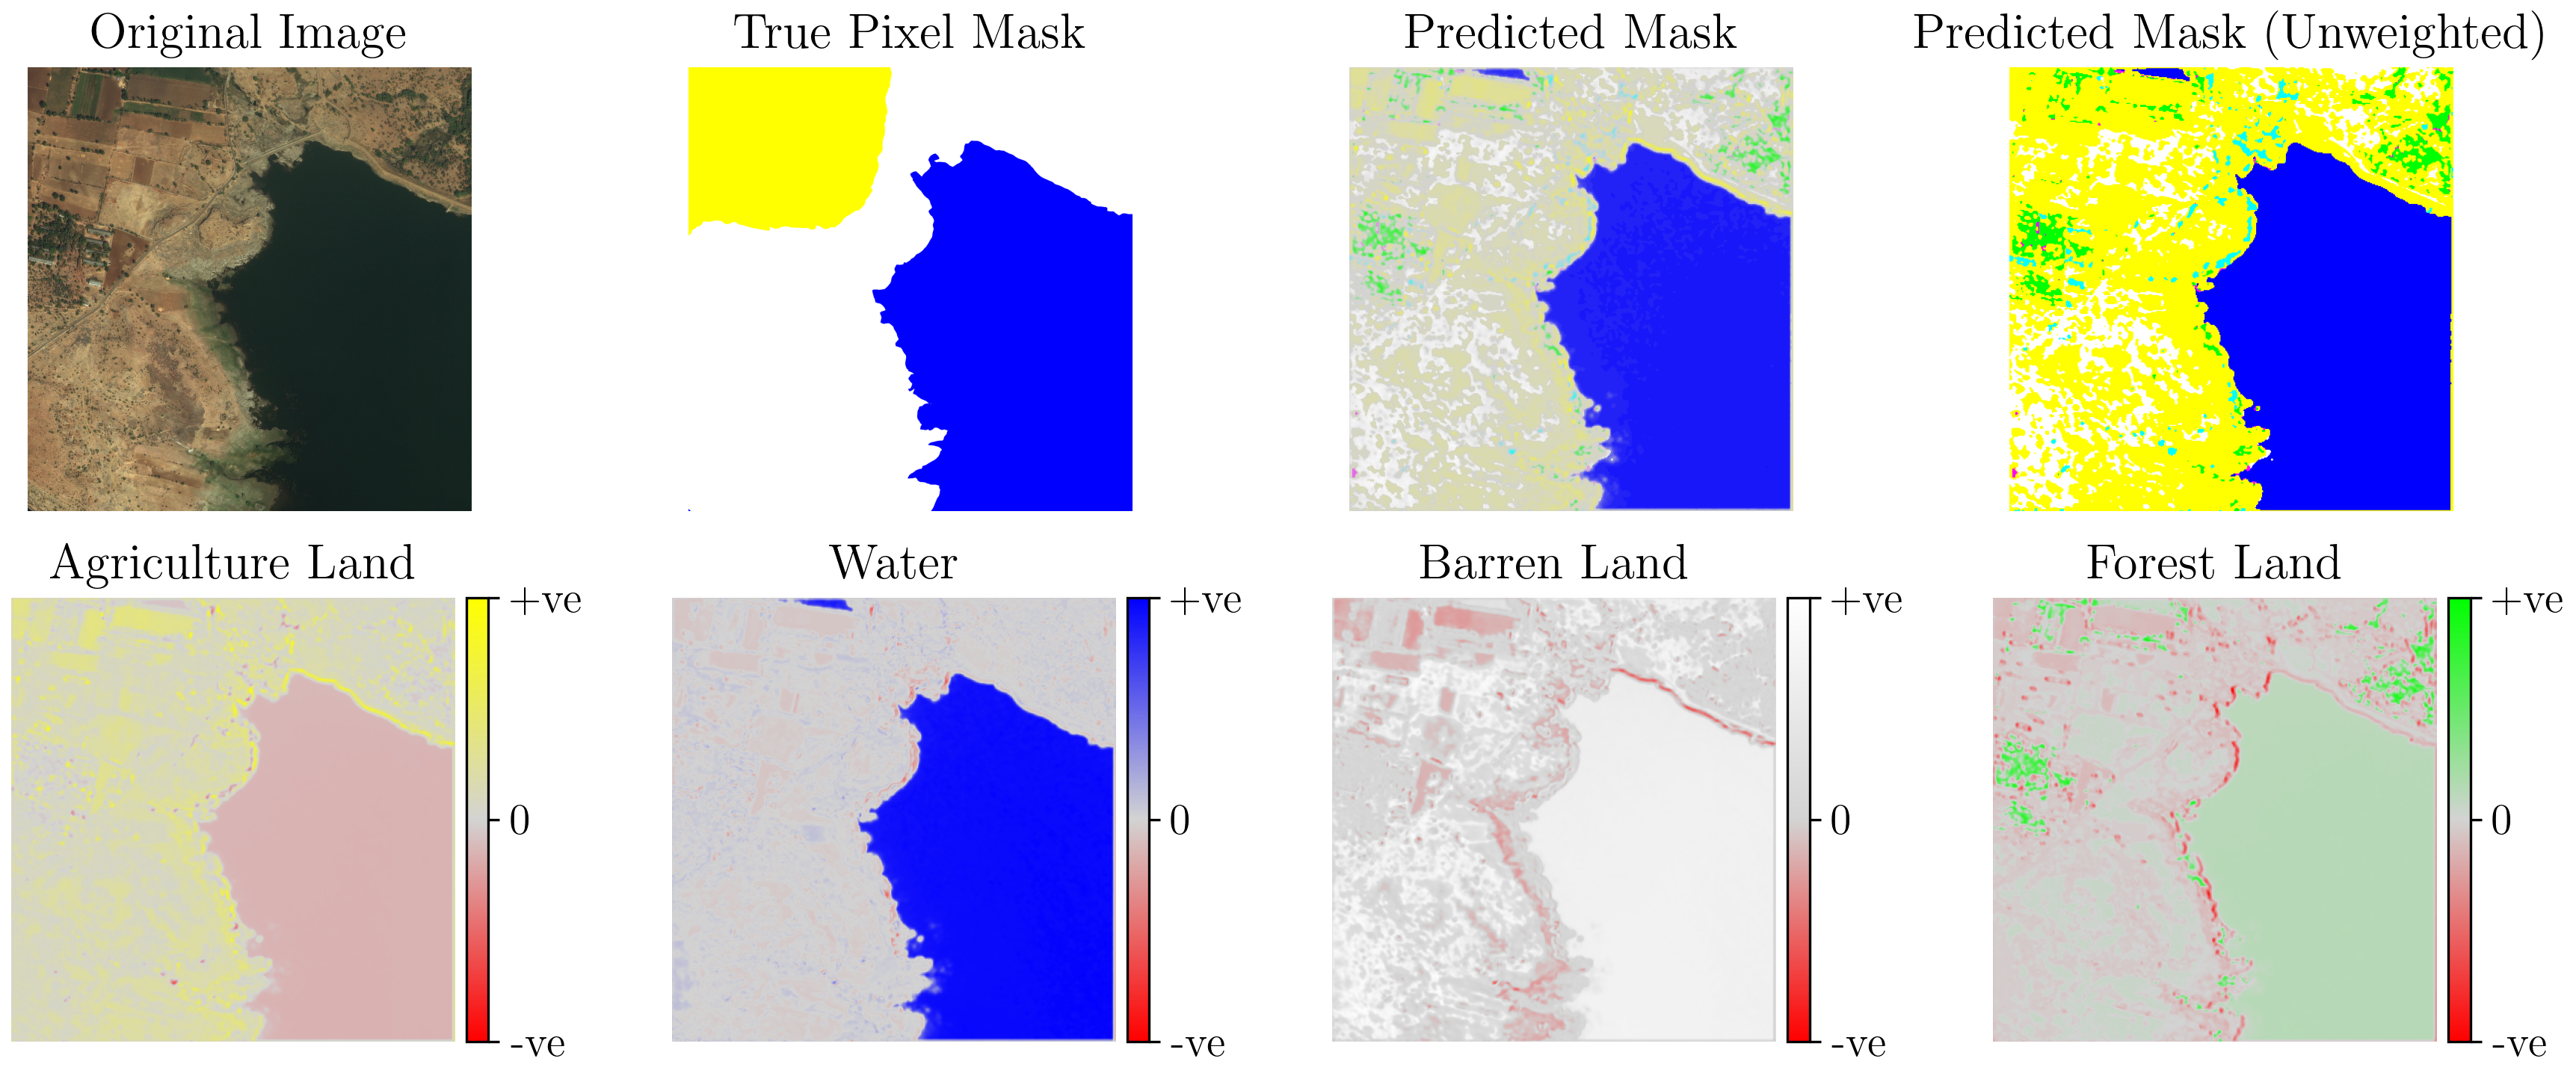 Original Image
True Pixel Mask
Predicted Mask
Predicted Mask (Unweighted)
Agriculture Land
+ve
0
-ve
Water
+ve
0
-ve
Barren Land
+ve
0
-ve
Forest Land
+ve
0
-ve